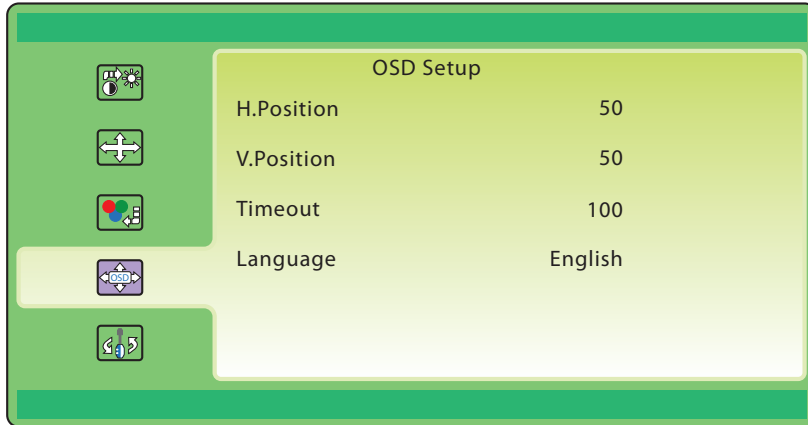 OSD Setup
H.Position 50
V.Position 50
Timeout 100
Language English
OSD